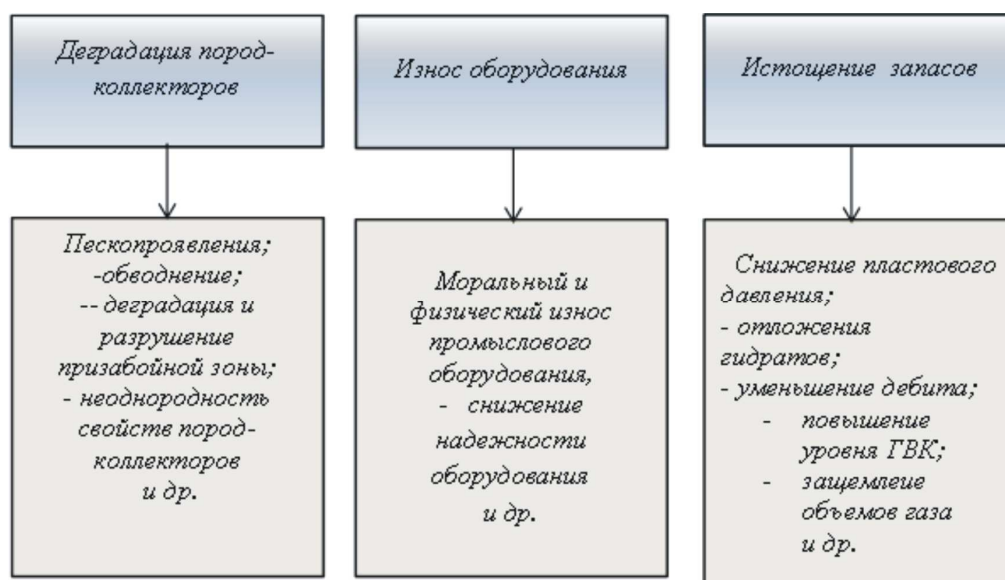 Деградация пород-
коллекторов
Износ оборудования
Истощение запасов
Пескопроявления;
-обводнение;
-- деградация и
разрушение
призабойной зоны;
- неоднородность
свойств пород-
коллекторов
и др.
Моральный и
физический износ
промыслового
оборудования,
- снижение
надежности
оборудования
и др.
Снижение пластового
давления;
- отложения
гидратов;
- уменьшение дебита;
- повышение
уровня ГВК;
- защемлеие
объемов газа
и др.